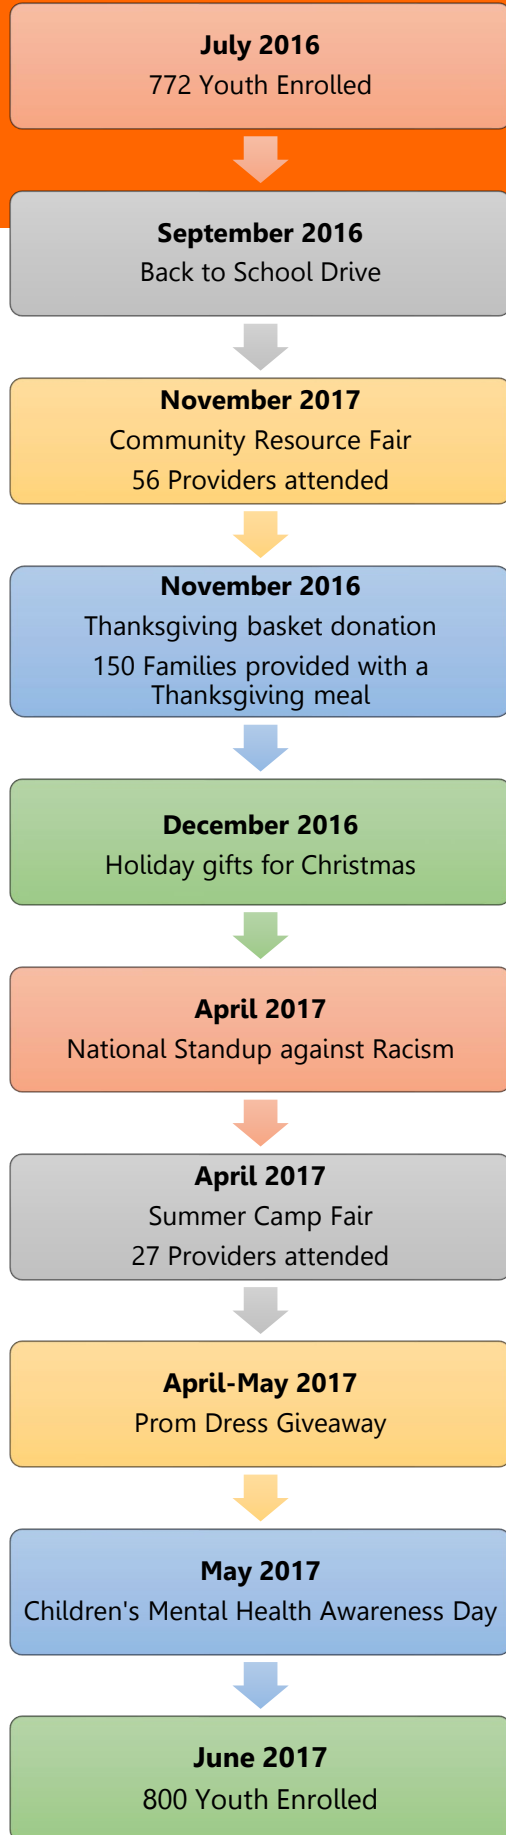 July 2016
772 Youth Enrolled
September 2016
Back to School Drive
November 2017
Community Resource Fair
56 Providers attended
November 2016
Thanksgiving basket donation
150 Families provided with a
Thanksgiving meal
December 2016
Holiday gifts for Christmas
April 2017
National Standup against Racism
April 2017
Summer Camp Fair
27 Providers attended
April-May 2017
Prom Dress Giveaway
May 2017
Children's Mental Health Awareness Day
June 2017
800 Youth Enrolled